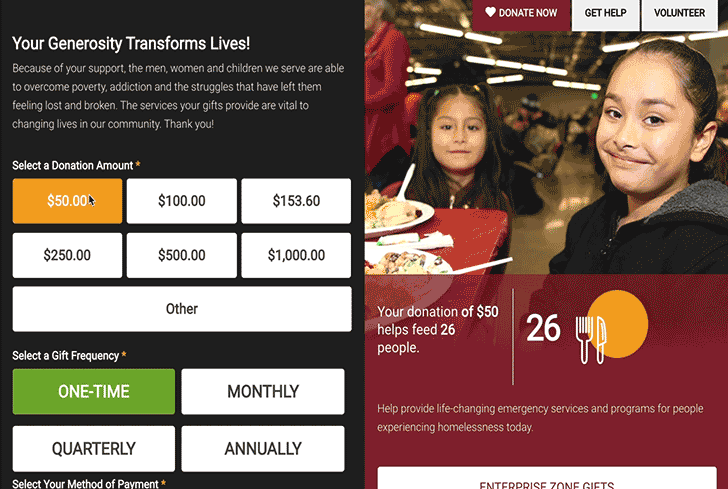 Your Generosity Transforms Lives!
Because of your support, the men, women and children we serve are able
to overcome poverty, addiction and the struggles that have left them
feeling lost and broken. The services your gifts provide are vital to
changing lives in our community. Thank you!
Select a Donation Amount *
$50.00
$100.00
$153.60
$250.00
$500.00
$1,000.00
Other
Select a Gift Frequency *
ONE-TIME
MONTHLY
QUARTERLY
ANNUALLY
Select Your Method of Payment *
DONATE NOW
GET HELP
VOLUNTEER
Your donation of $50
helps feed 26
people.
26
Help provide life-changing emergency services and programs for people
experiencing homelessness today.
ENTERPRISE ZONE GIFTS